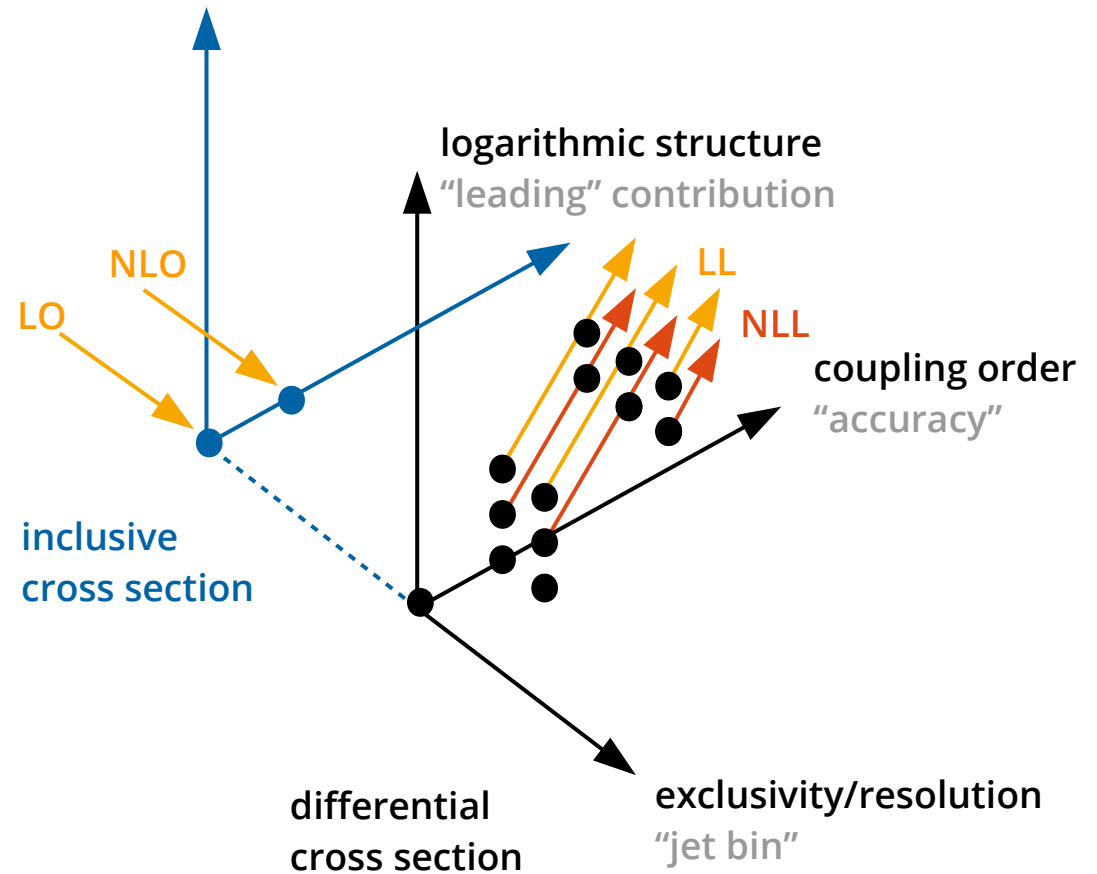 logarithmic structure
“leading” contribution
NLO
LL
LO
NLL
coupling order
“accuracy”
inclusive
cross section
differential
cross section
exclusivity/resolution
“jet bin”